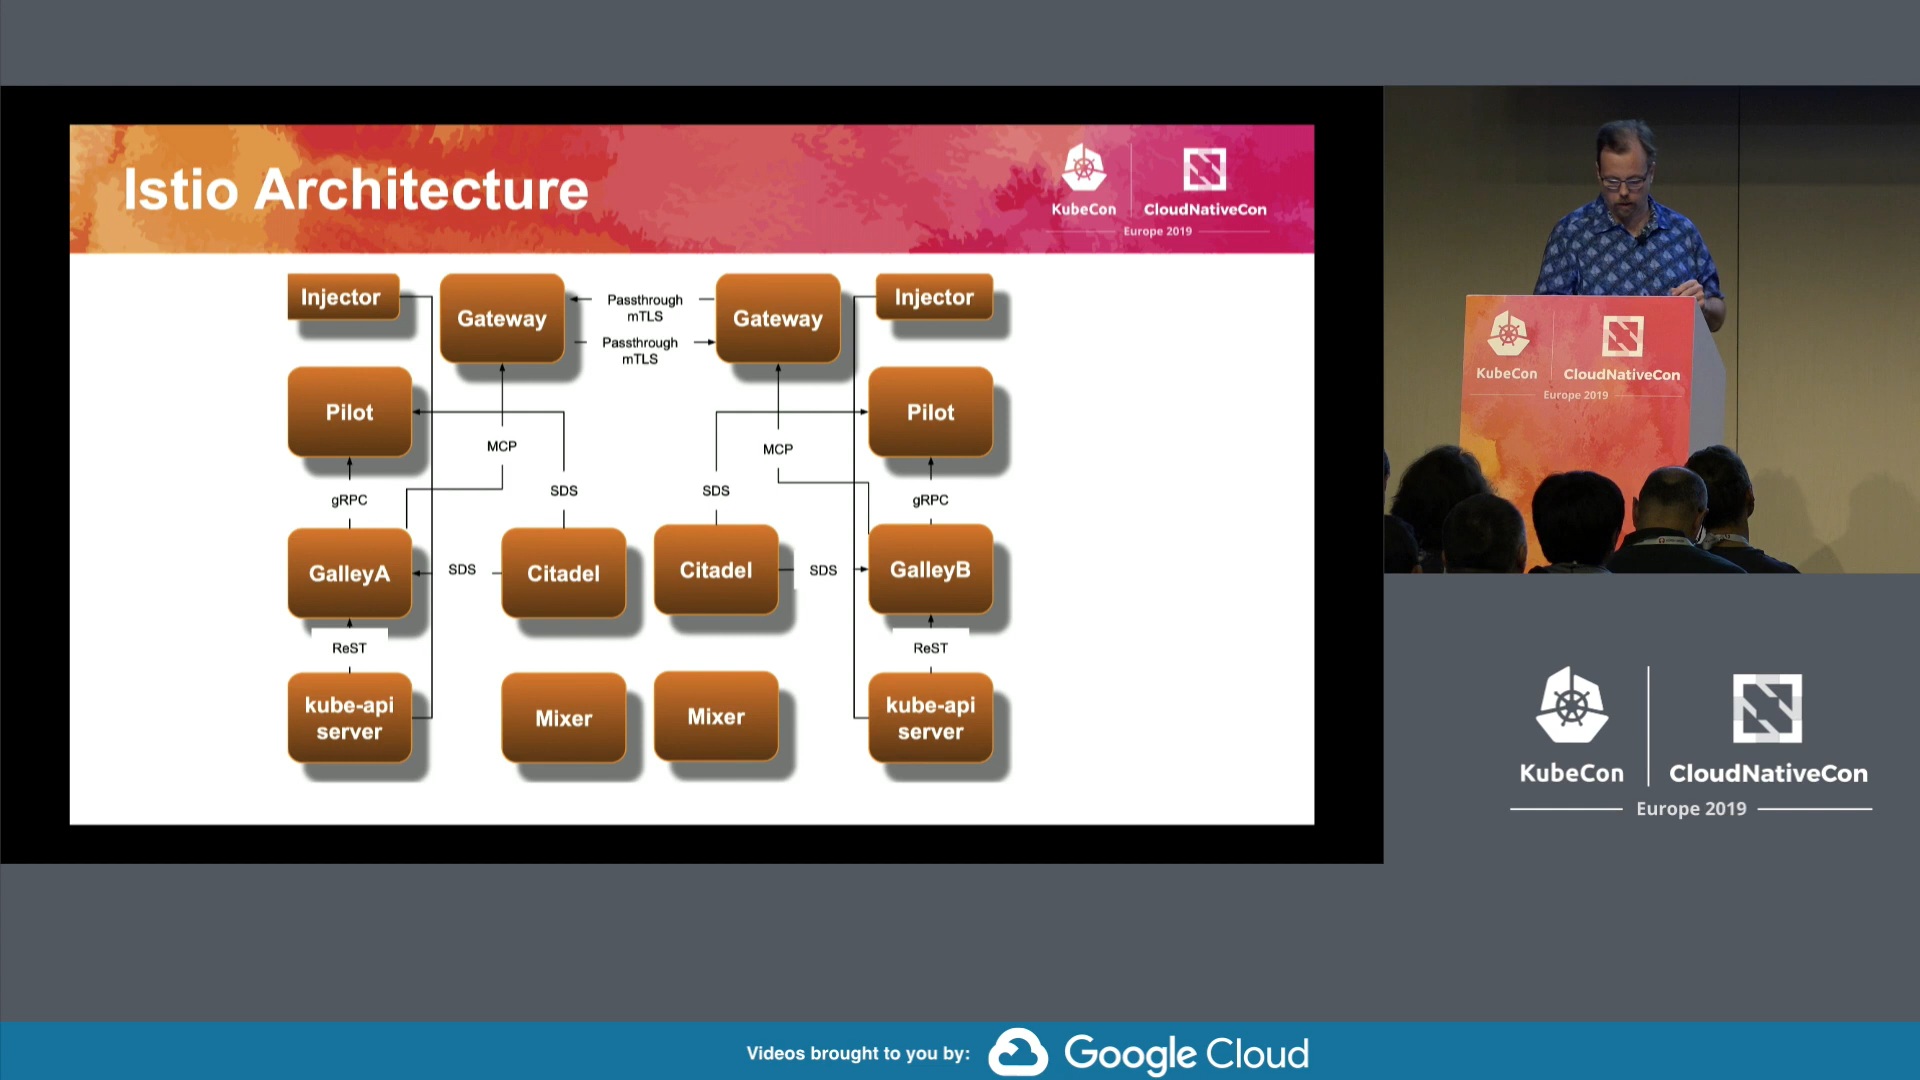 Istio Architecture
KubeCon
CloudNativeCon
Europe 2019
Injector
Gateway
Passthrough
mTLS
Passthrough
mTLS
Gateway
Injector
Pilot
MCP
MCP
Pilot
gRPC
SDS
SDS
gRPC
GalleyA
SDS
Citadel
Citadel
SDS
GalleyB
ReST
ReST
kube-api
server
Mixer
Mixer
kube-api
server
KubeCon
CloudNativeCon
Europe 2019
KubeCon
CloudNativeCon
Europe 2019
Videos brought to you by:
Google Cloud